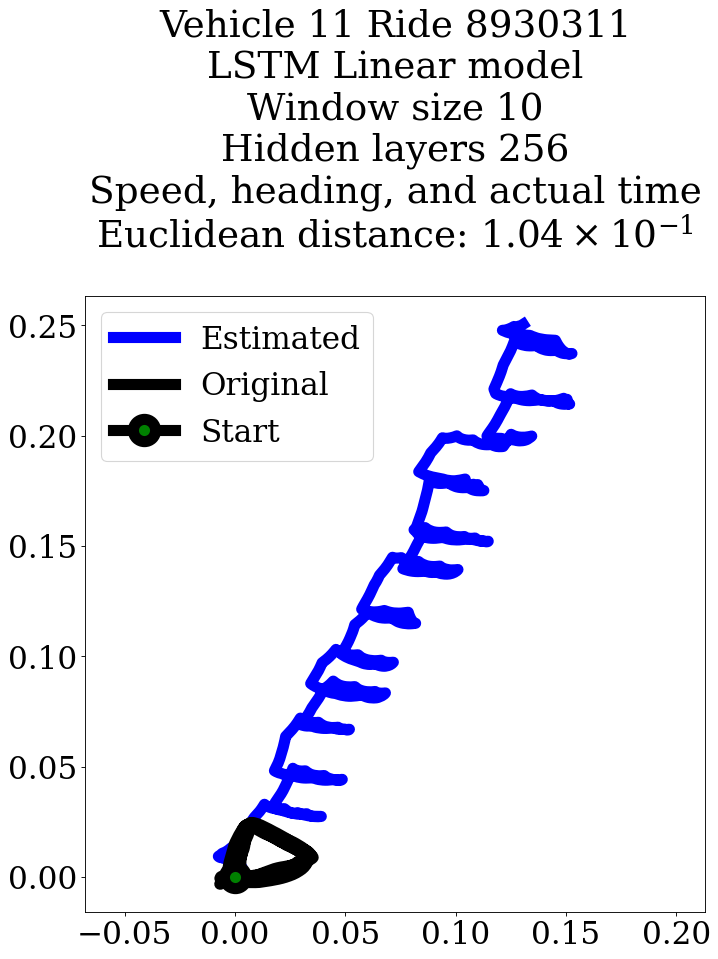 Vehicle 11 Ride 8930311
LSTM Linear model
Window size 10
Hidden layers 256
Speed, heading, and actual time
Euclidean distance: 1.04 × 10⁻¹
Estimated
Original
Start
0.25
0.20
0.15
0.10
0.05
0.00
−0.05 0.00 0.05 0.10 0.15 0.20